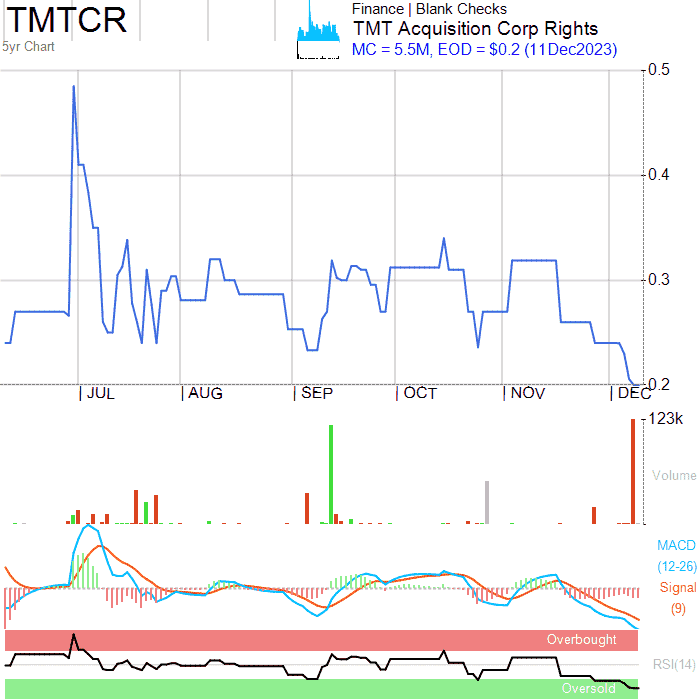 TMTCR
5yr Chart
Finance | Blank Checks
TMT Acquisition Corp Rights
MC = 5.5M, EOD = $0.2 (11Dec2023)
0.5
0.4
0.3
0.2
JUL AUG SEP OCT NOV DEC
123k
Volume
MACD
(12-26)
Signal
(9)
Overbought
RSI(14)
Oversold